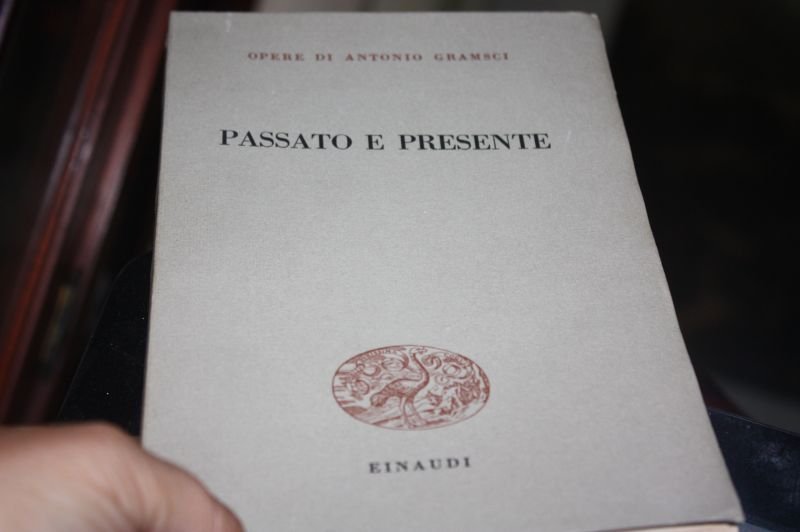 OPERE DI ANTONIO GRAMSCI
PASSATO E PRESENTE
EINAUDI